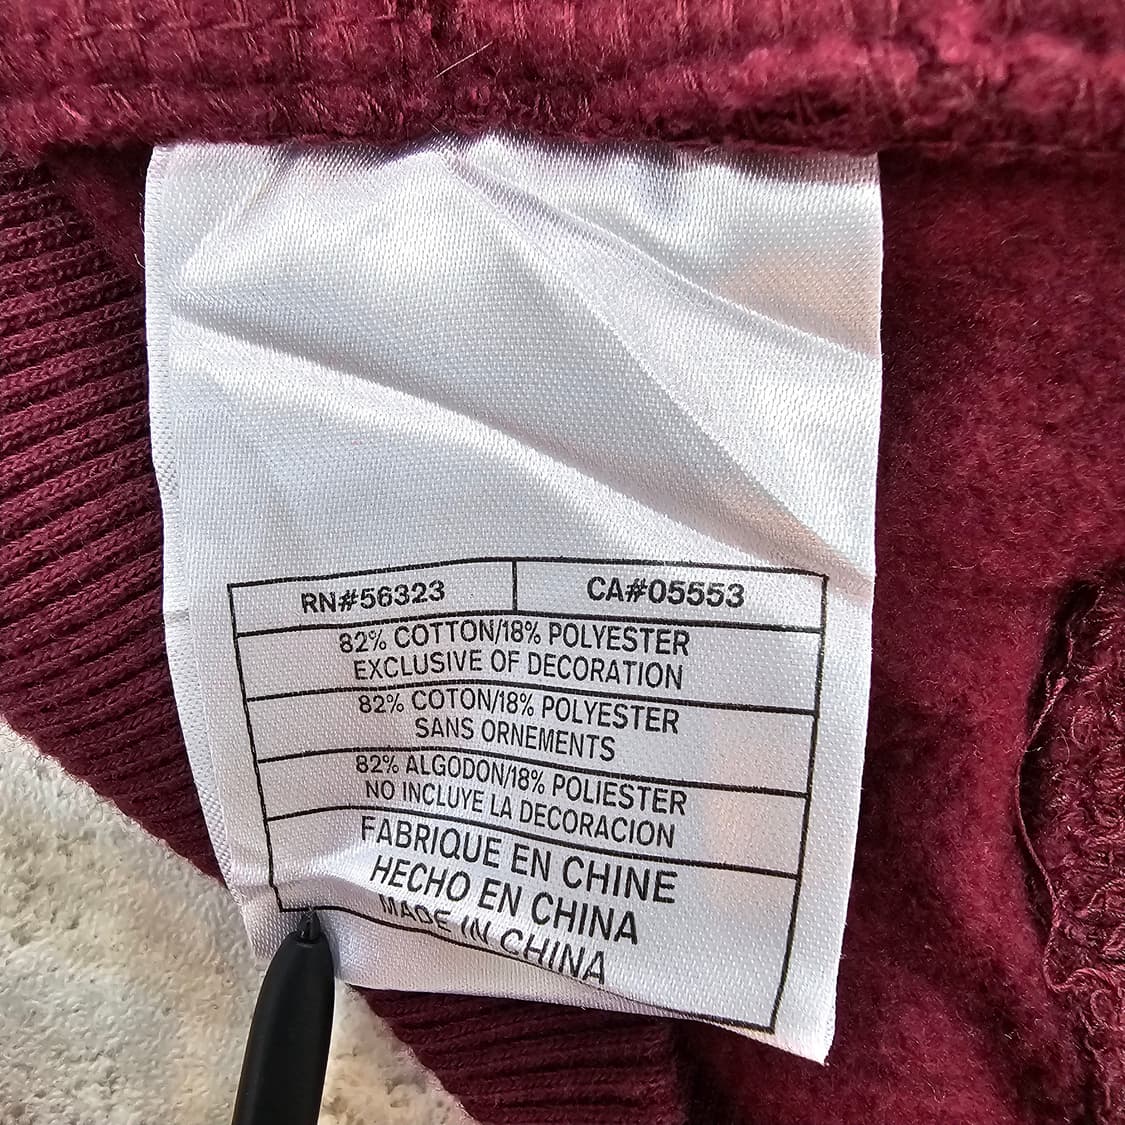 RN#56323 CA#05553
82% COTTON/18% POLYESTER
EXCLUSIVE OF DECORATION
82% COTON/18% POLYESTER
SANS ORNEMENTS
82% ALGODON/18% POLIESTER
NO INCLUYE LA DECORACION
FABRIQUE EN CHINE
HECHO EN CHINA
MADE IN CHINA